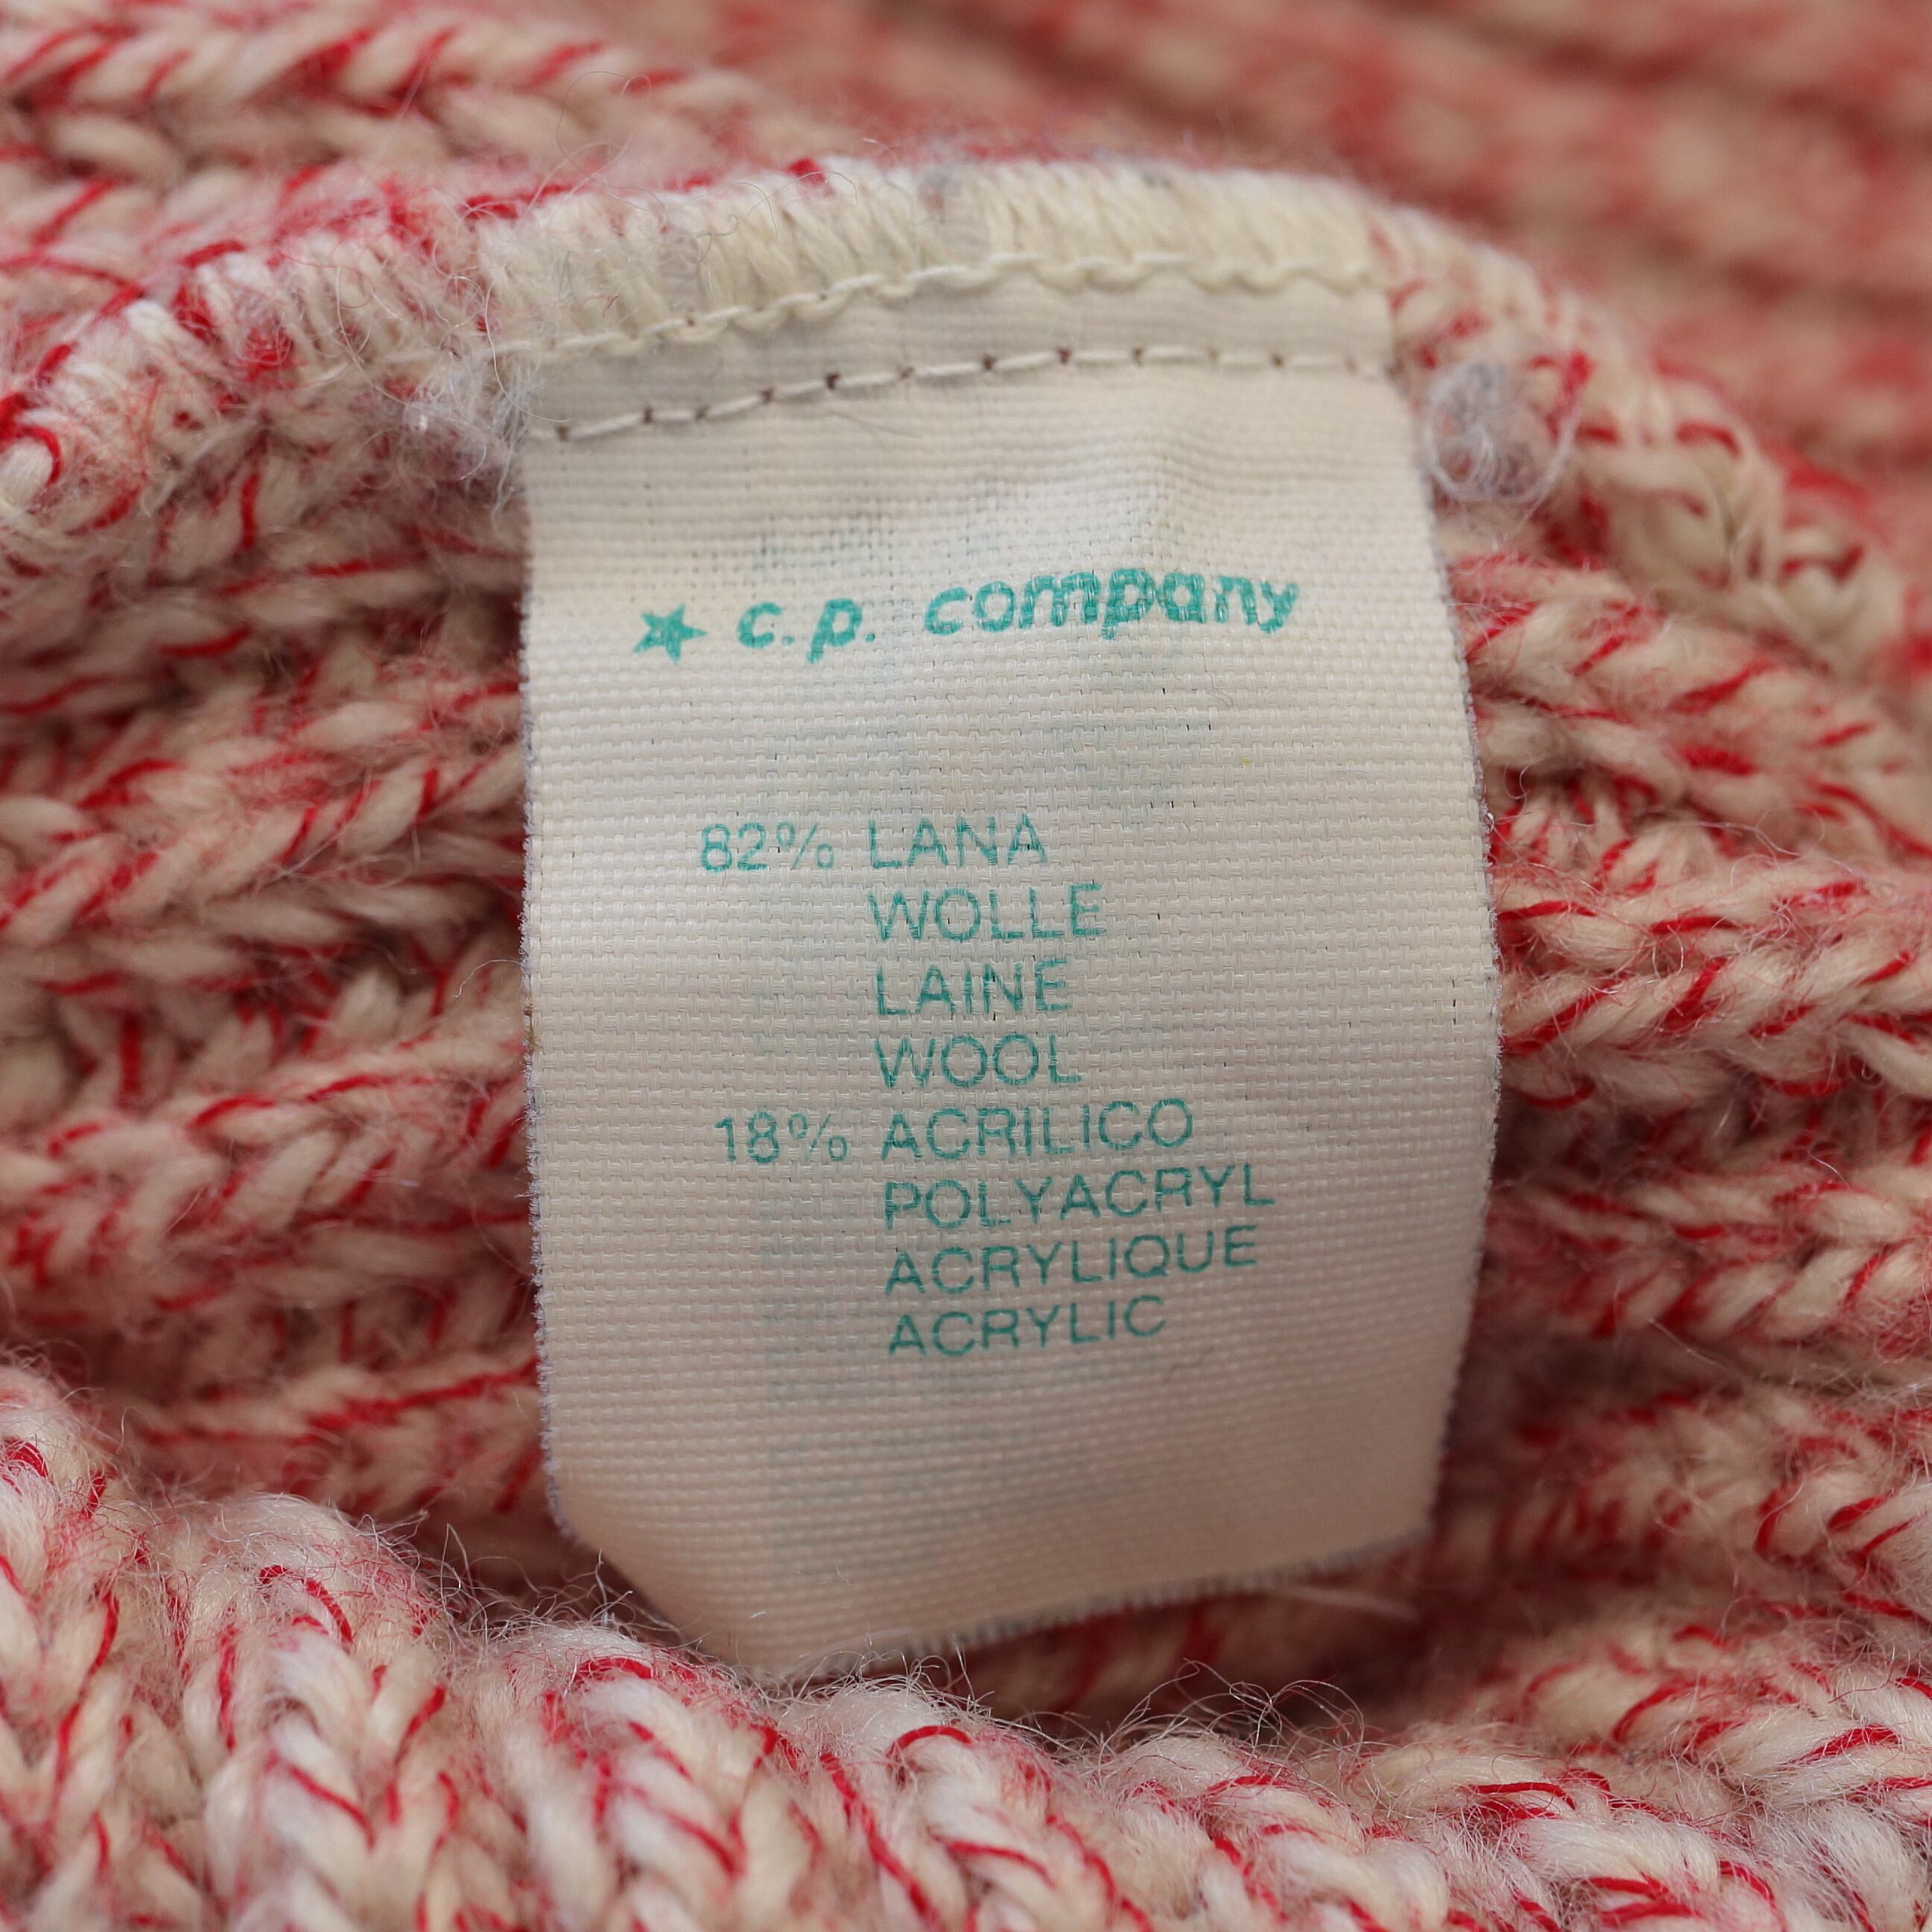 ★ c.p. company
82% LANA
WOLLE
LAINE
WOOL
18% ACRILICO
POLYACRYL
ACRYLIQUE
ACRYLIC